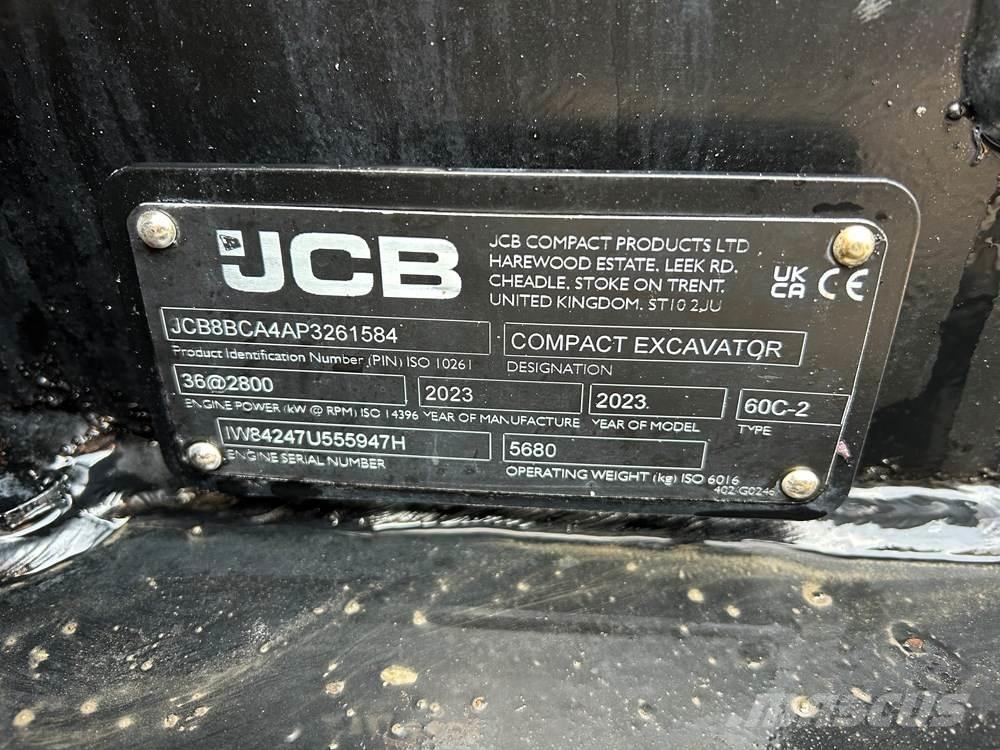 JCB
JCB COMPACT PRODUCTS LTD
HAREWOOD ESTATE. LEEK RD.
CHEADLE. STOKE ON TRENT.
UNITED KINGDOM. ST10 2JU
UK
CA
CE
JCB8BCA4AP3261584
Product Identification Number (PIN) ISO 10261
COMPACT EXCAVATOR
DESIGNATION
36@2800
ENGINE POWER (kW @ RPM) ISO 14396
2023
YEAR OF MANUFACTURE
2023
YEAR OF MODEL
60C-2
TYPE
IW84247U555947H
ENGINE SERIAL NUMBER
5680
OPERATING WEIGHT (kg) ISO 6016
402/G0246
Mascus